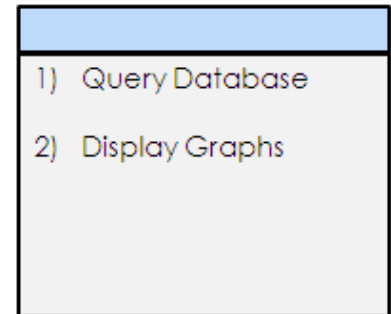 1) Query Database
2) Display Graphs